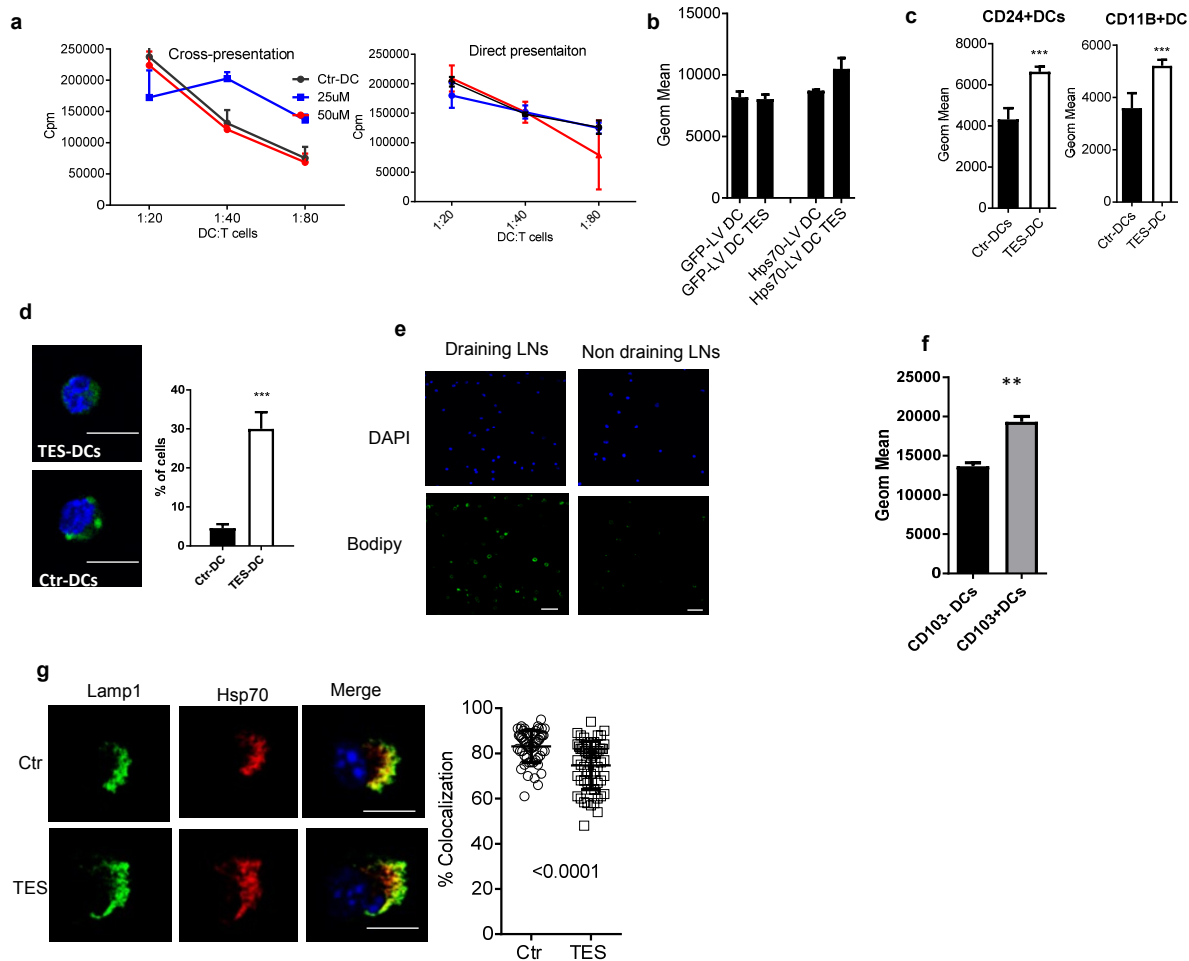 a
Cross-presentation
Cpm
250000
200000
150000
100000
50000
0
1:20
1:40
1:80
DC:T cells
Ctr-DC
25uM
50uM
Direct presentaiton
Cpm
250000
200000
150000
100000
50000
0
1:20
1:40
1:80
DC:T cells
b
Geom Mean
15000
10000
5000
0
GFP-LV DC
GFP-LV DC TES
Hps70-LV DC
Hps70-LV DC TES
c
CD24+DCs
Geom Mean
8000
6000
4000
2000
0
***
Ctr-DCs
TES-DC
CD11B+DC
Geom Mean
6000
4000
2000
0
***
Ctr-DCs
TES-DC
d
TES-DCs
Ctr-DCs
% of cells
40
30
20
10
0
***
Ctr-DC
TES-DC
e
Draining LNs
Non draining LNs
DAPI
Bodipy
f
Geom Mean
25000
20000
15000
10000
5000
0
**
CD103- DCs
CD103+DCs
g
Lamp1
Hsp70
Merge
Ctr
TES
% Colocalization
100
80
60
40
20
0
<0.0001
Ctr
TES